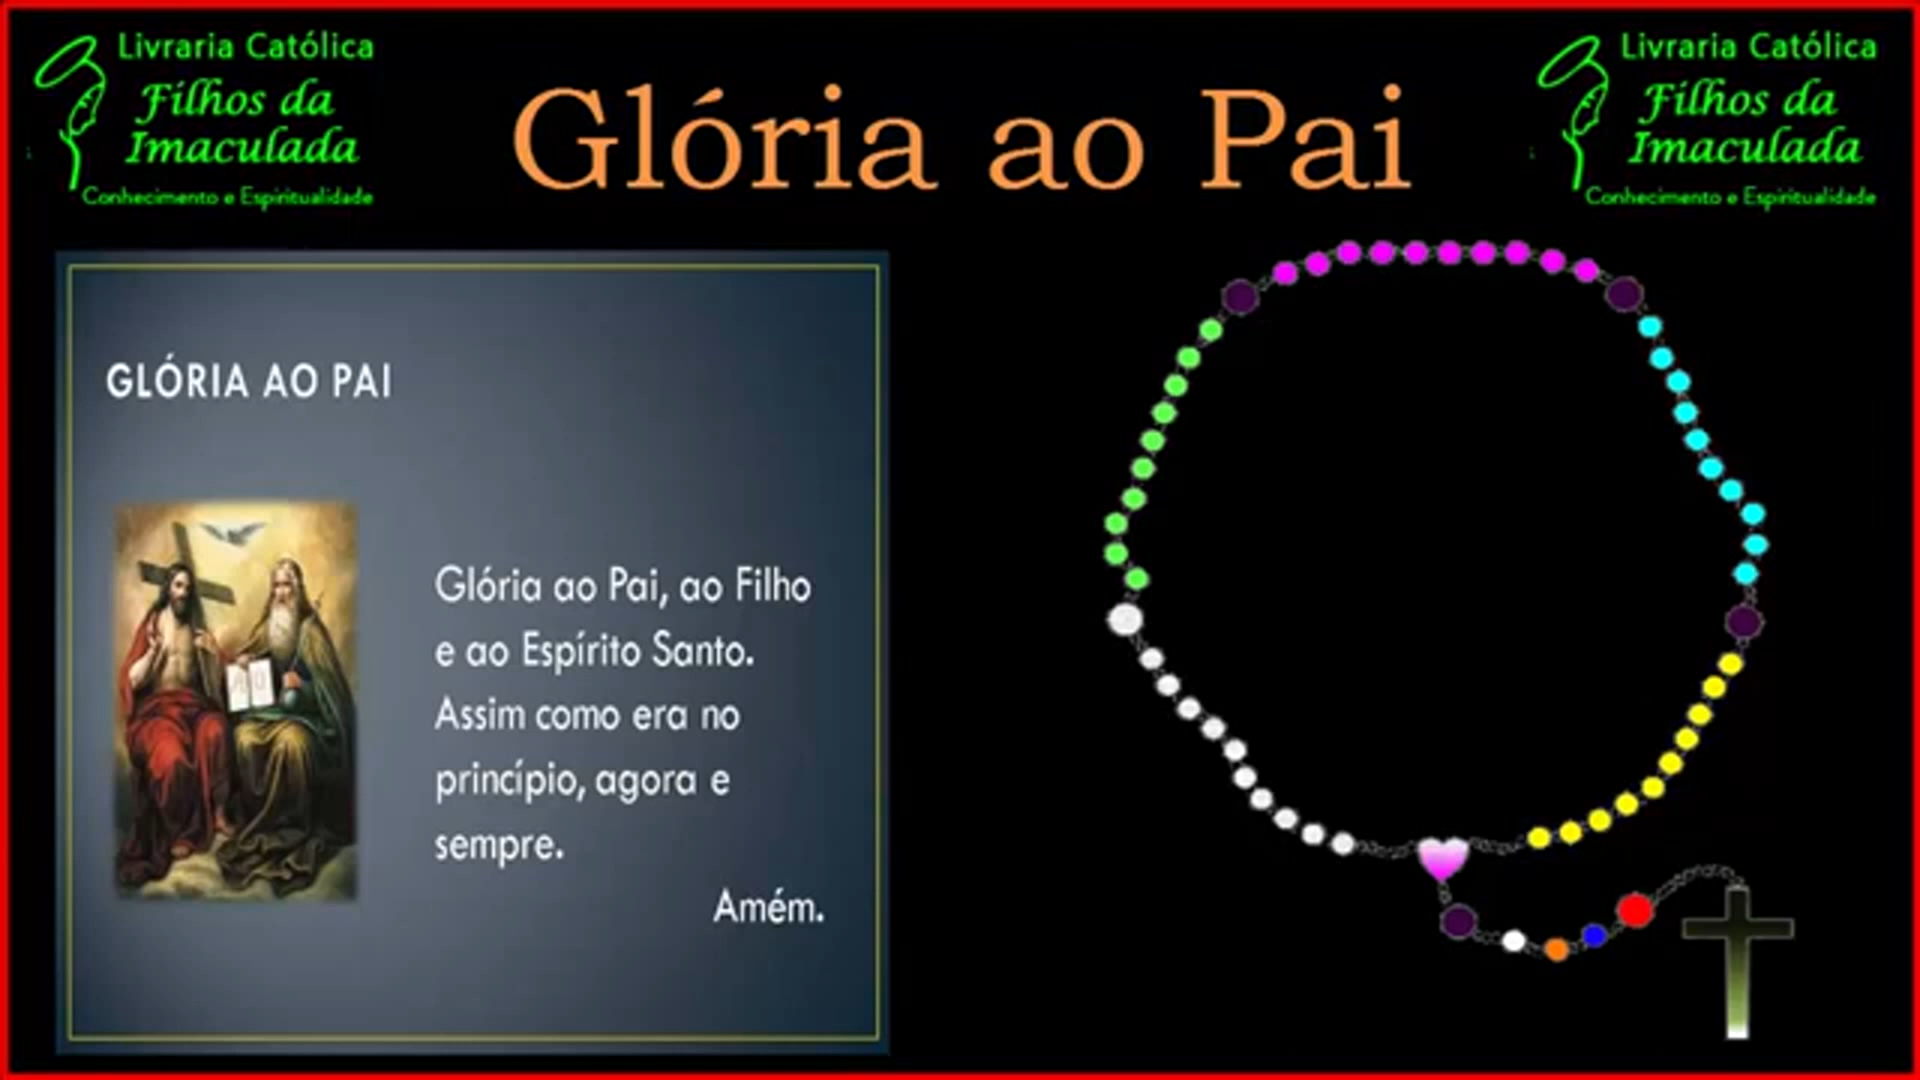 Livraria Católica
Filhos da
Imaculada
Conhecimento e Espiritualidade
Glória ao Pai
Livraria Católica
Filhos da
Imaculada
Conhecimento e Espiritualidade
GLÓRIA AO PAI
Glória ao Pai, ao Filho
e ao Espírito Santo.
Assim como era no
princípio, agora e
sempre.
Amém.